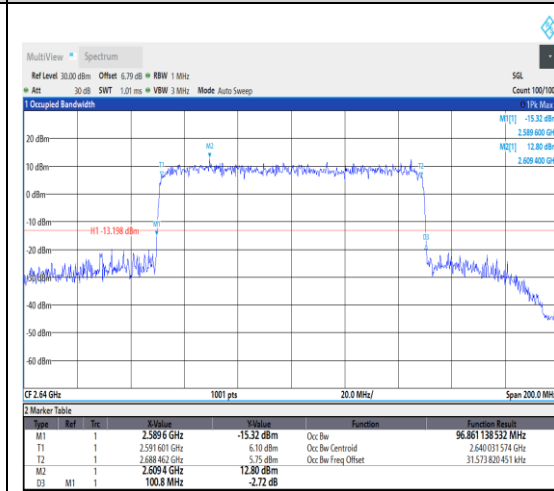 MultiView Spectrum
Ref Level 30.00 dBm Offset 6.79 dB RBW 1 MHz SGL
Att 30 dB SWT 1.01 ms VBW 3 MHz Mode Auto Sweep Count 100/100
1 Occupied Bandwidth 1Pk Max
M1[1] -15.32 dBm
2.589 600 GH
M2[1] 12.80 dBm
2.609 400 GH
M2
20 dBm
T1 T2
10 dBm
0 dBm
-10 dBm
M1
H1 -13.198 dBm
D3
-20 dBm
-30 dBm
-40 dBm
-50 dBm
-60 dBm
CF 2.64 GHz 1001 pts 20.0 MHz/ Span 200.0 MHz
2 Marker Table
Type Ref Trc X-Value Y-Value Function Function Result
M1 1 2.589 6 GHz -15.32 dBm Occ Bw 96.861 138 532 MHz
T1 1 2.591 601 GHz 6.10 dBm Occ Bw Centroid 2.640 031 574 GHz
T2 1 2.688 462 GHz 5.75 dBm Occ Bw Freq Offset 31.573 820 451 kHz
M2 1 2.609 4 GHz 12.80 dBm
D3 M1 1 100.8 MHz -2.72 dB